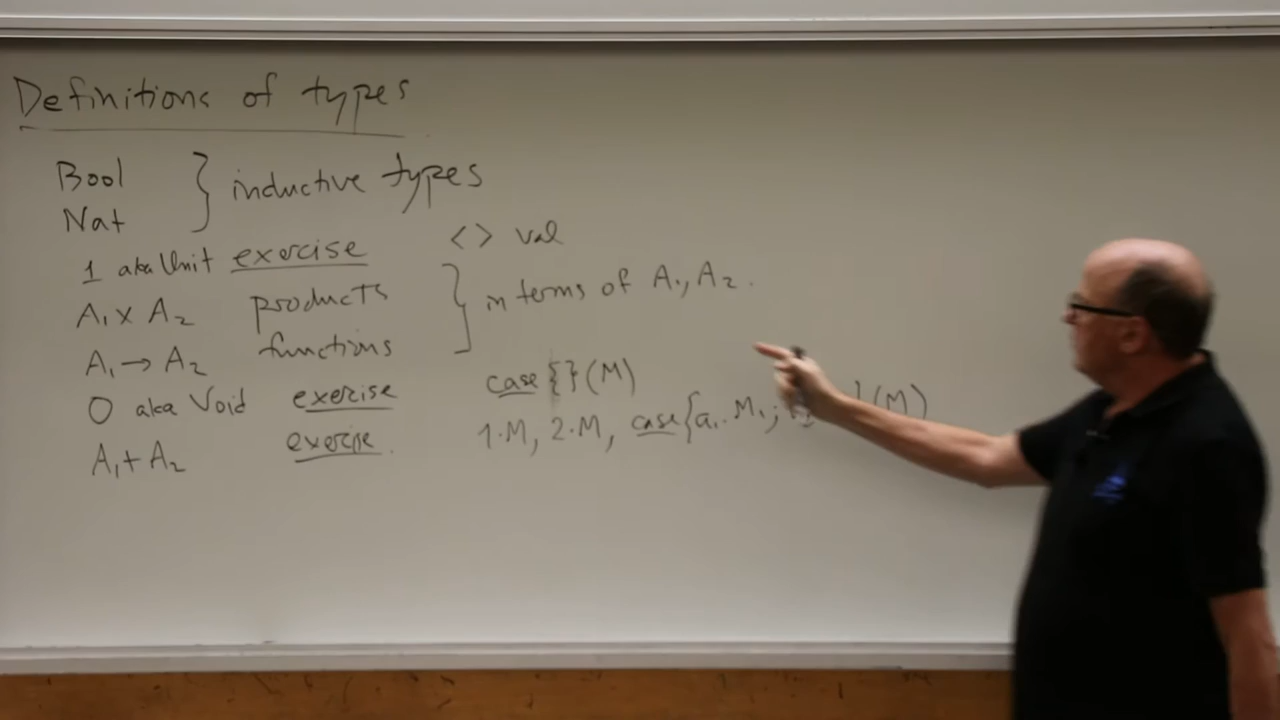 Definitions of types
Bool
Nat } inductive types
1 aka Unit exercise <> val
A₁ × A₂ products
A₁ → A₂ functions } in terms of A₁, A₂.
0 aka Void exercise case {} (M)
A₁ + A₂ exercise. 1·M, 2·M, case {a₁. M₁; } (M)